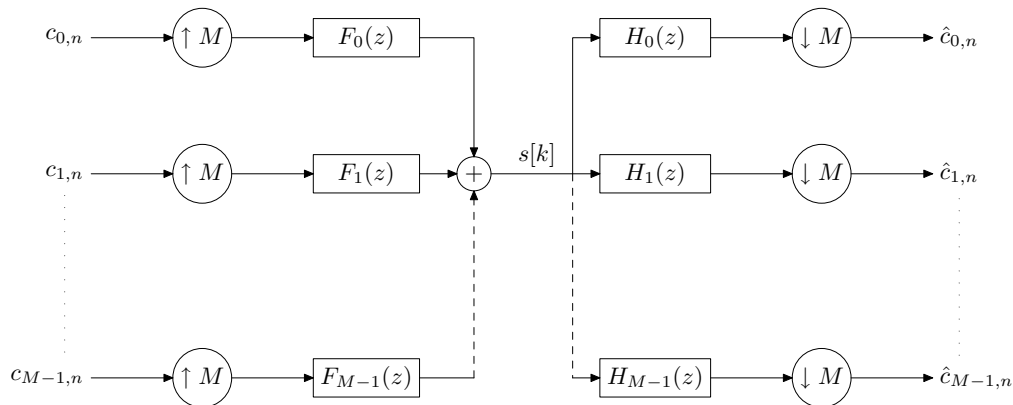 c_{0,n} ↑ M F_0(z) H_0(z) ↓ M ĉ_{0,n}
s[k]
c_{1,n} ↑ M F_1(z) + H_1(z) ↓ M ĉ_{1,n}
c_{M−1,n} ↑ M F_{M−1}(z) H_{M−1}(z) ↓ M ĉ_{M−1,n}